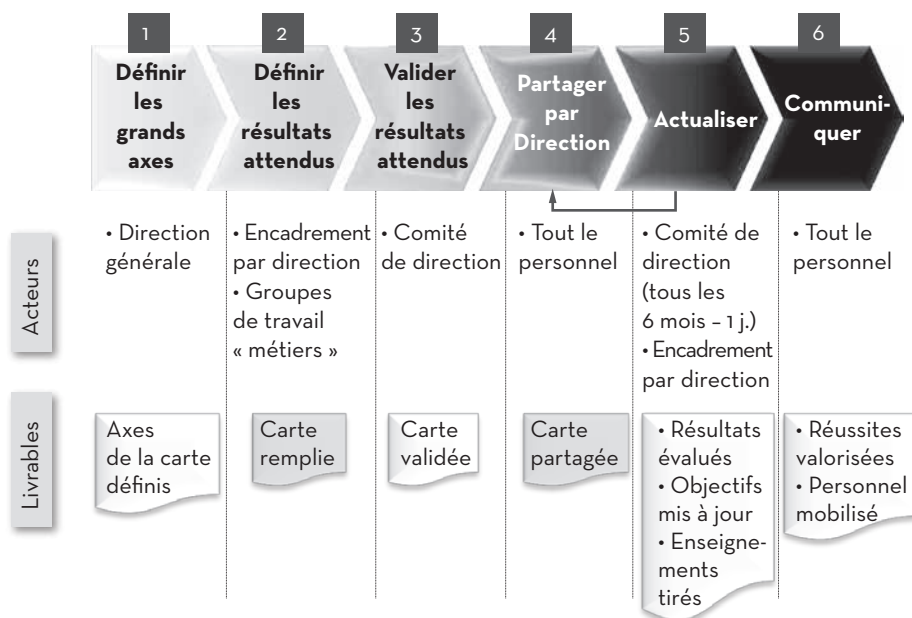 1
Définir
les
grands
axes
2
Définir
les
résultats
attendus
3
Valider
les
résultats
attendus
4
Partager
par
Direction
5
Actualiser
6
Communi-
quer
Acteurs
• Direction
générale
• Encadrement
par direction
• Groupes
de travail
« métiers »
• Comité
de direction
• Tout le
personnel
• Comité de
direction
(tous les
6 mois – 1 j.)
• Encadrement
par direction
• Tout le
personnel
Livrables
Axes
de la carte
définis
Carte
remplie
Carte
validée
Carte
partagée
• Résultats
évalués
• Objectifs
mis à jour
• Enseigne-
ments
tirés
• Réussites
valorisées
• Personnel
mobilisé